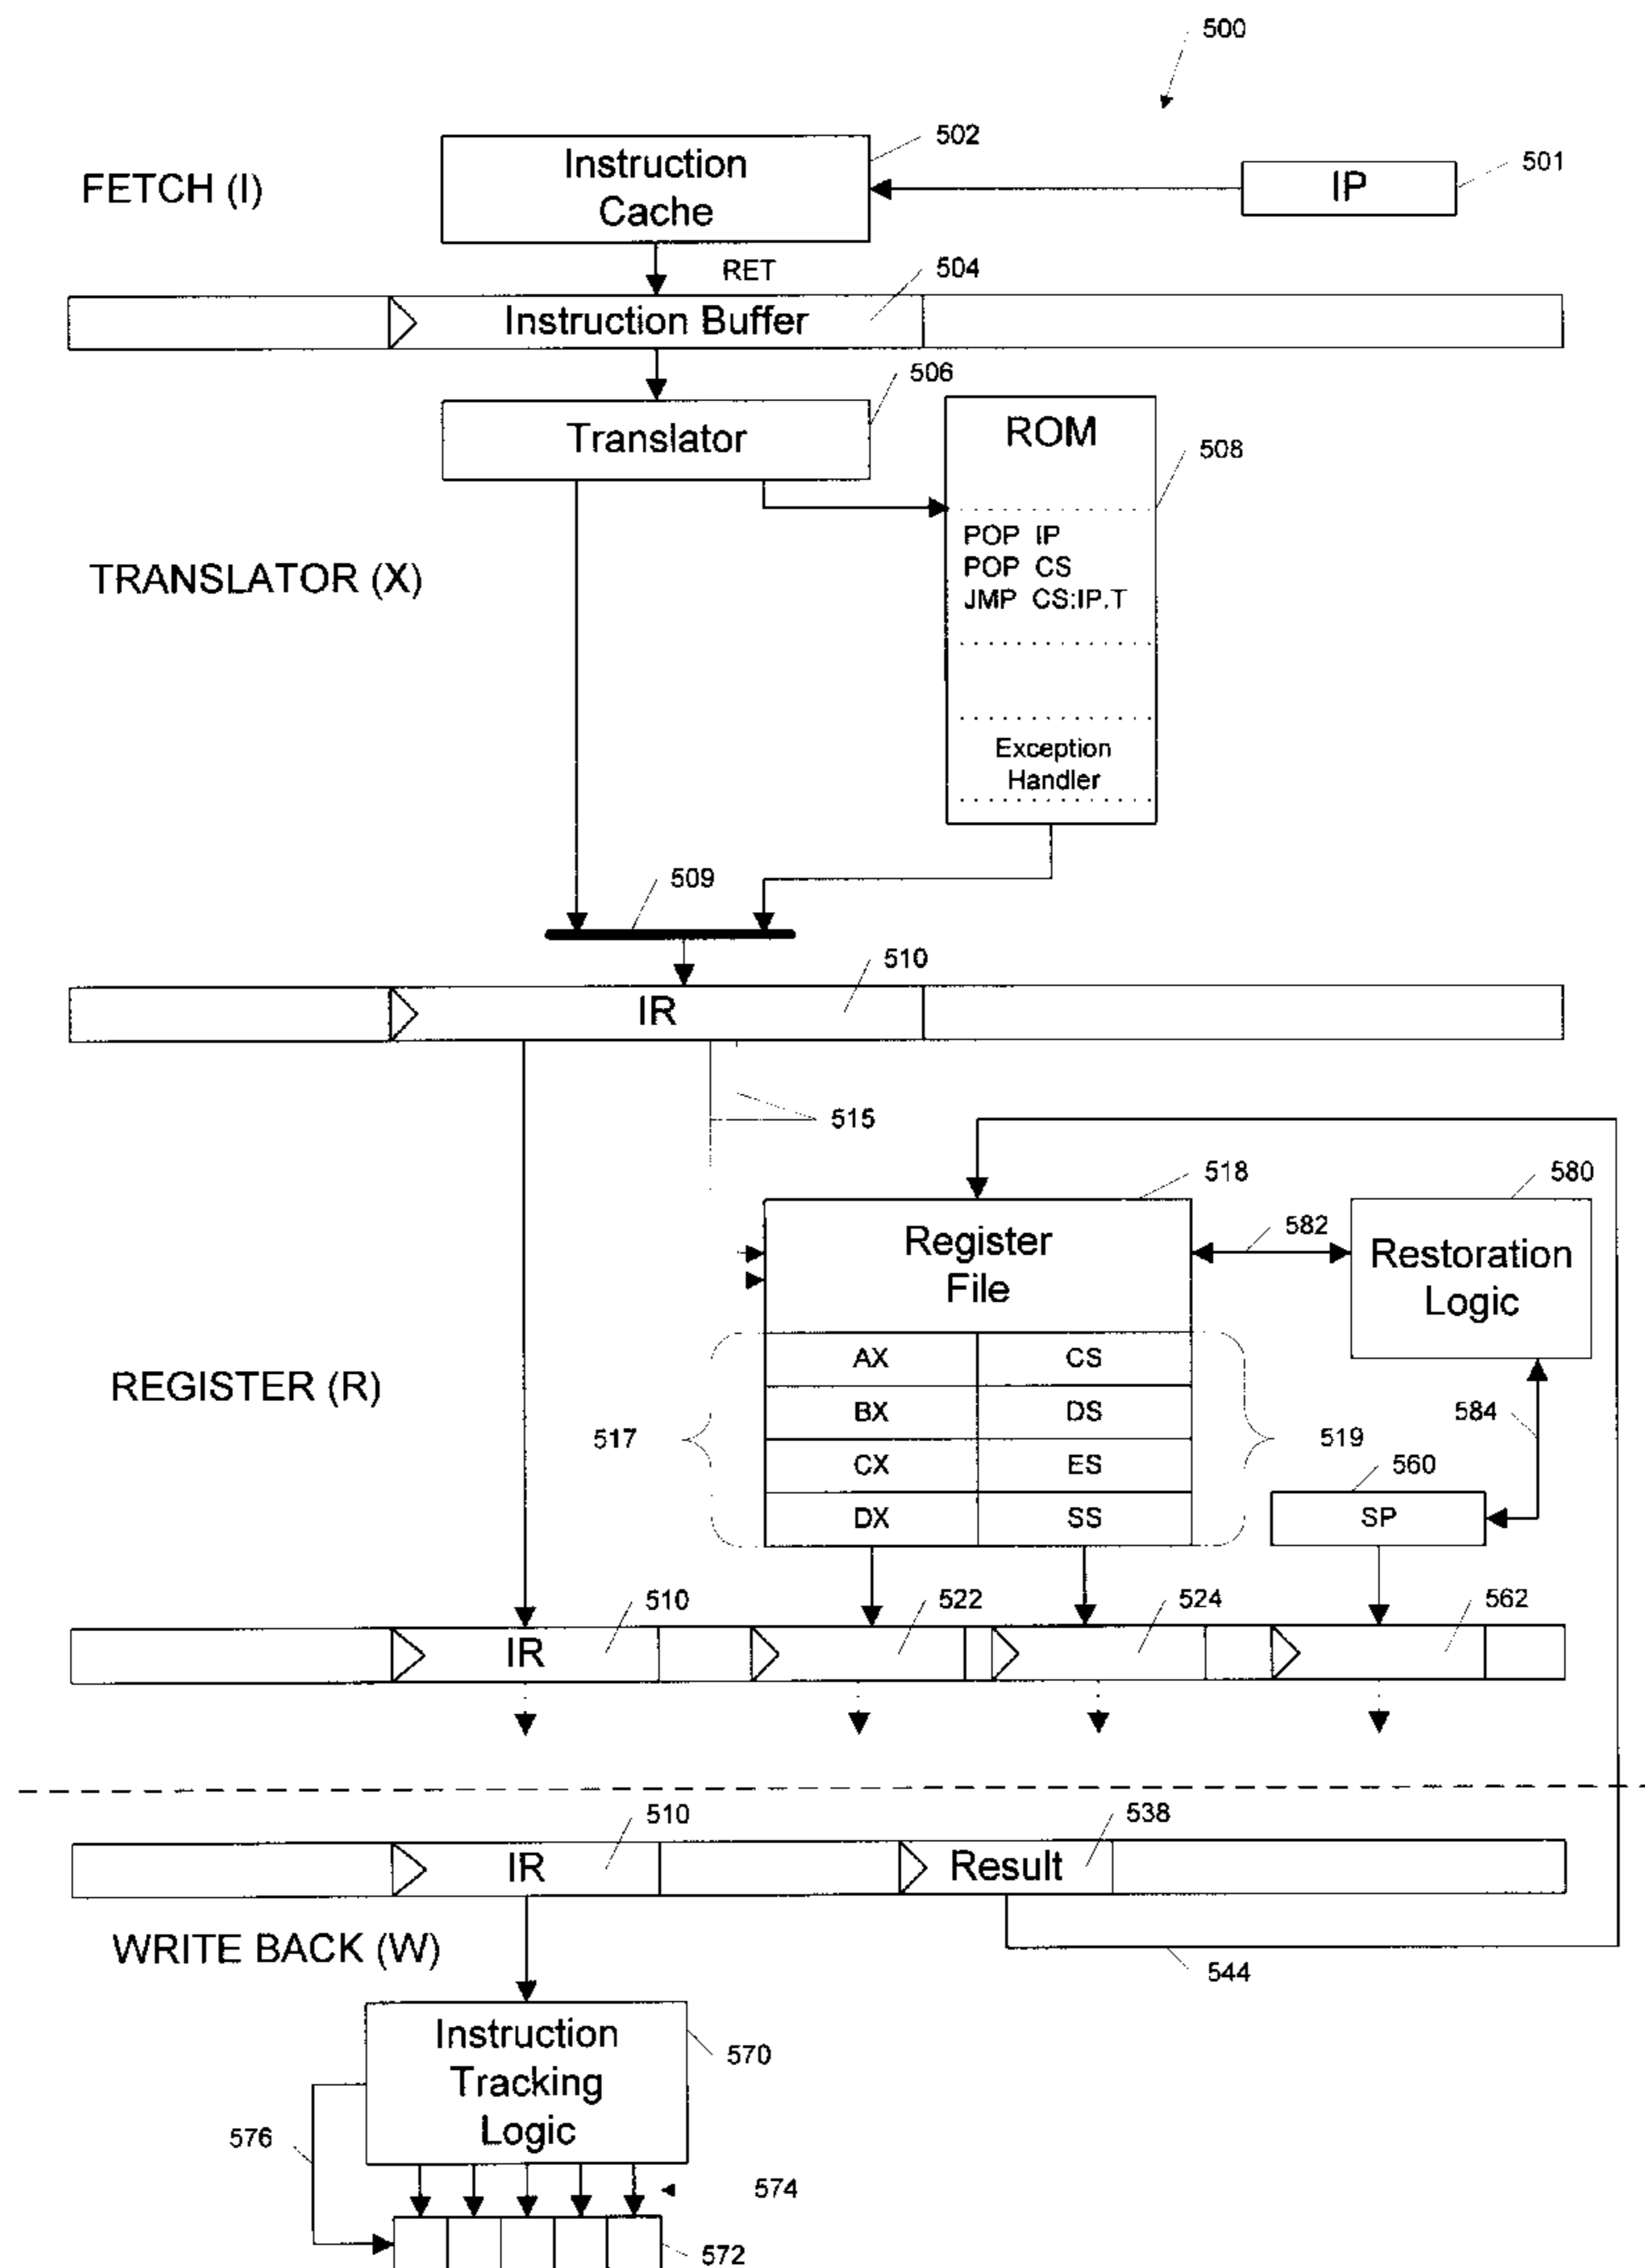 500
502
Instruction
Cache
501
IP
FETCH (I)
RET
504
Instruction Buffer
506
Translator
ROM
508
POP IP
POP CS
JMP CS:IP.T
TRANSLATOR (X)
Exception
Handler
509
510
IR
515
518
580
Register
File
582
Restoration
Logic
AX CS
BX DS
CX ES
DX SS
REGISTER (R)
517
519
584
560
SP
510
522
524
562
IR
510
538
IR
Result
WRITE BACK (W)
544
Instruction
Tracking
Logic
570
576
574
572